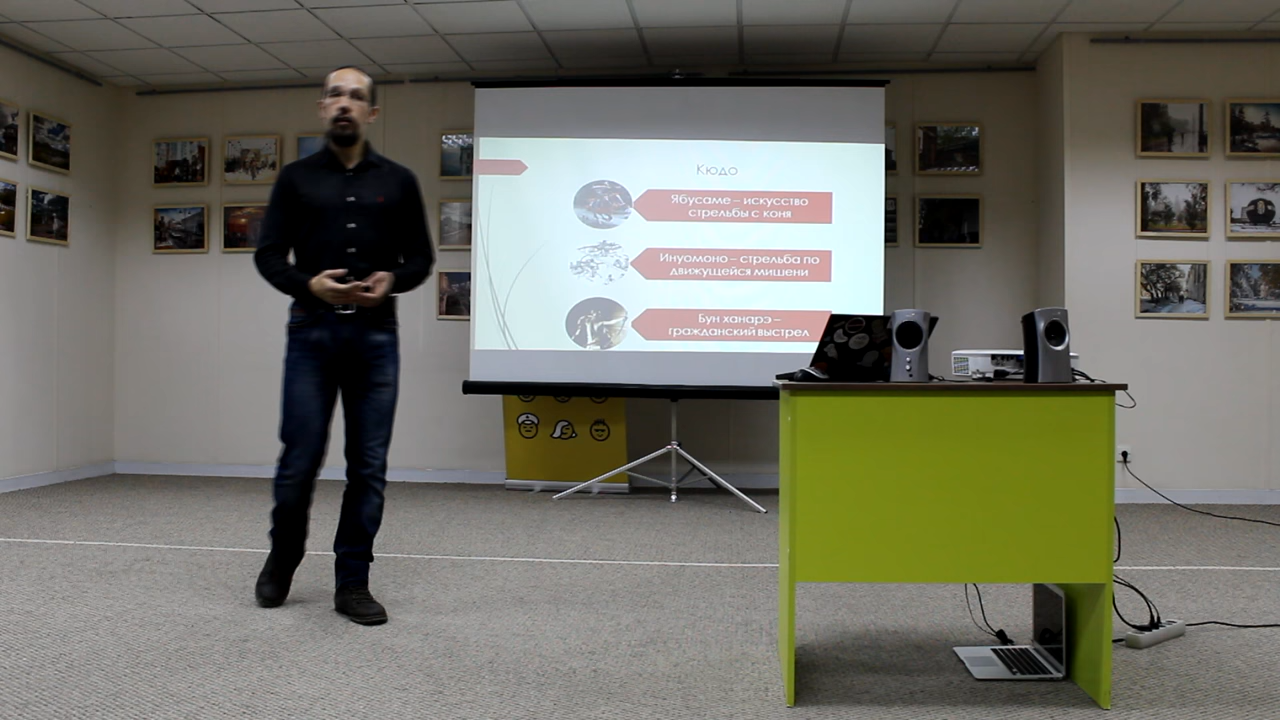 Кюдо
Ябусаме – искусство
стрельбы с коня
Инуомоно – стрельба по
движущейся мишени
Бун ханарэ –
гражданский выстрел